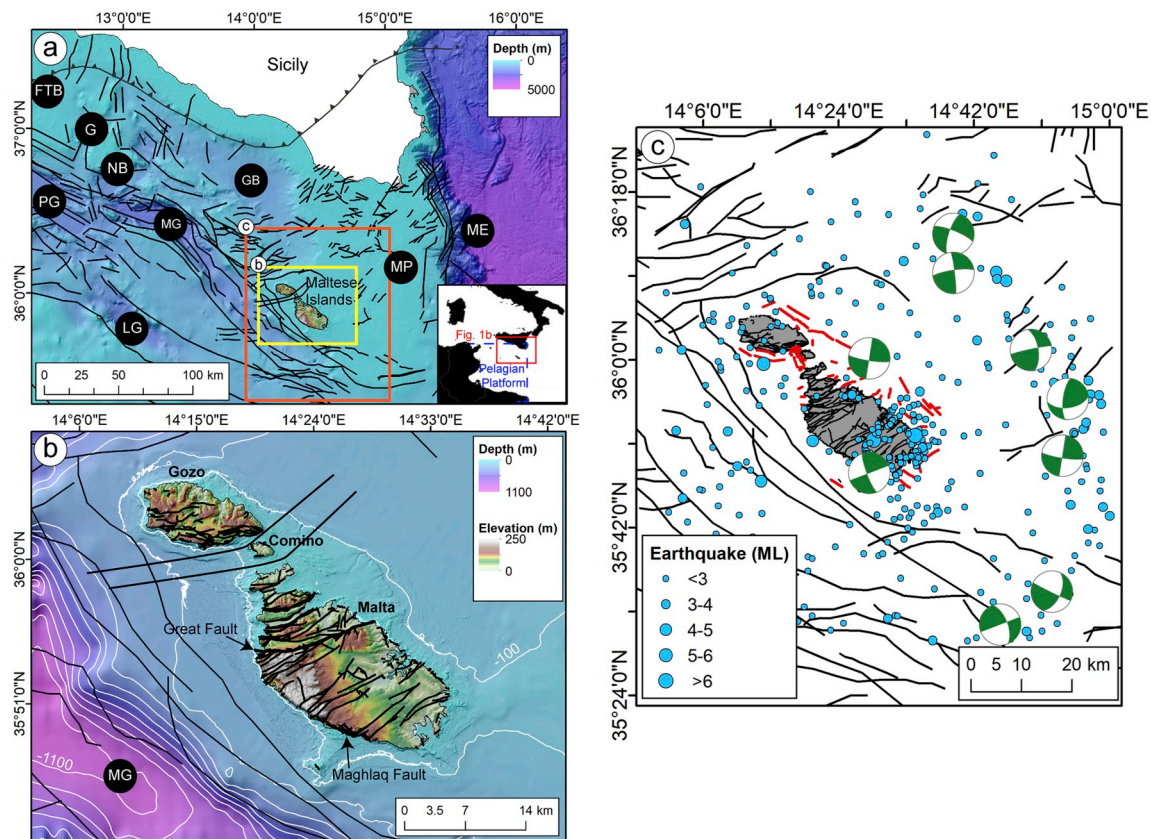 13°0'0"E 14°0'0"E 15°0'0"E 16°0'0"E
a
Sicily
Depth (m)
0
5000
FTB
G
NB
GB
PG
MG
ME
MP
LG
c
b
Maltese
Islands
37°0'0"N
36°0'0"N
0 25 50 100 km
Fig. 1b
Pelagian
Platform
14°6'0"E 14°15'0"E 14°24'0"E 14°33'0"E 14°42'0"E
b
Gozo
Comino
Malta
Great Fault
Maghlaq Fault
Depth (m)
0
1100
Elevation (m)
250
0
-100
-1100
MG
36°0'0"N
35°51'0"N
0 3.5 7 14 km
14°6'0"E 14°24'0"E 14°42'0"E 15°0'0"E
c
36°18'0"N
36°0'0"N
35°42'0"N
35°24'0"N
Earthquake (ML)
<3
3-4
4-5
5-6
>6
0 5 10 20 km